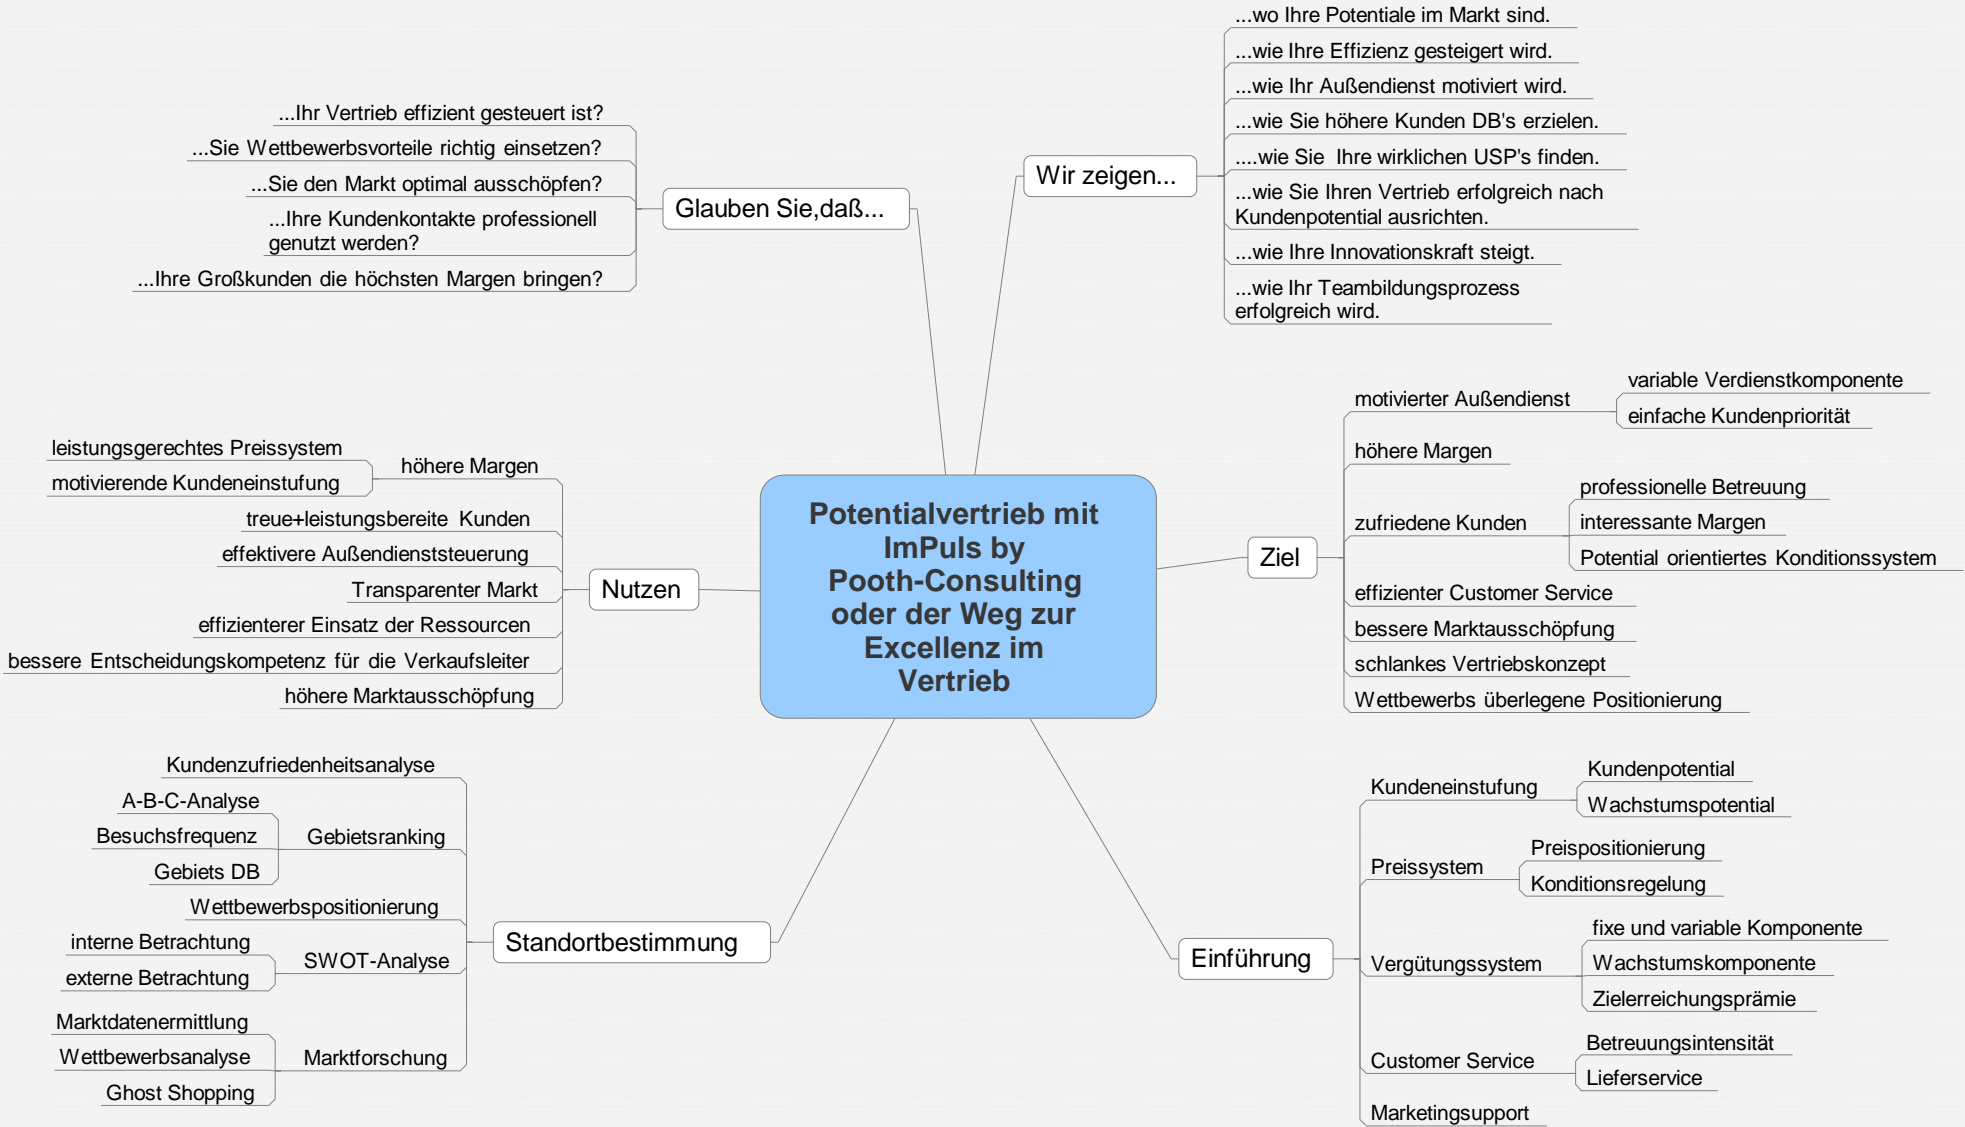 Potentialvertrieb mit
ImPuls by
Pooth-Consulting
oder der Weg zur
Excellenz im
Vertrieb
Glauben Sie,daß...
...Ihr Vertrieb effizient gesteuert ist?
...Sie Wettbewerbsvorteile richtig einsetzen?
...Sie den Markt optimal ausschöpfen?
...Ihre Kundenkontakte professionell
genutzt werden?
...Ihre Großkunden die höchsten Margen bringen?
Wir zeigen...
...wo Ihre Potentiale im Markt sind.
...wie Ihre Effizienz gesteigert wird.
...wie Ihr Außendienst motiviert wird.
...wie Sie höhere Kunden DB's erzielen.
....wie Sie  Ihre wirklichen USP's finden.
...wie Sie Ihren Vertrieb erfolgreich nach
Kundenpotential ausrichten.
...wie Ihre Innovationskraft steigt.
...wie Ihr Teambildungsprozess
erfolgreich wird.
Nutzen
höhere Margen
leistungsgerechtes Preissystem
motivierende Kundeneinstufung
treue+leistungsbereite  Kunden
effektivere Außendienststeuerung
Transparenter Markt
effizienterer Einsatz der Ressourcen
bessere Entscheidungskompetenz für die Verkaufsleiter
höhere Marktausschöpfung
Ziel
motivierter Außendienst
variable Verdienstkomponente
einfache Kundenpriorität
höhere Margen
zufriedene Kunden
professionelle Betreuung
interessante Margen
Potential orientiertes Konditionssystem
effizienter Customer Service
bessere Marktausschöpfung
schlankes Vertriebskonzept
Wettbewerbs überlegene Positionierung
Standortbestimmung
Kundenzufriedenheitsanalyse
Gebietsranking
A-B-C-Analyse
Besuchsfrequenz
Gebiets DB
Wettbewerbspositionierung
SWOT-Analyse
interne Betrachtung
externe Betrachtung
Marktforschung
Marktdatenermittlung
Wettbewerbsanalyse
Ghost Shopping
Einführung
Kundeneinstufung
Kundenpotential
Wachstumspotential
Preissystem
Preispositionierung
Konditionsregelung
Vergütungssystem
fixe und variable Komponente
Wachstumskomponente
Zielerreichungsprämie
Customer Service
Betreuungsintensität
Lieferservice
Marketingsupport